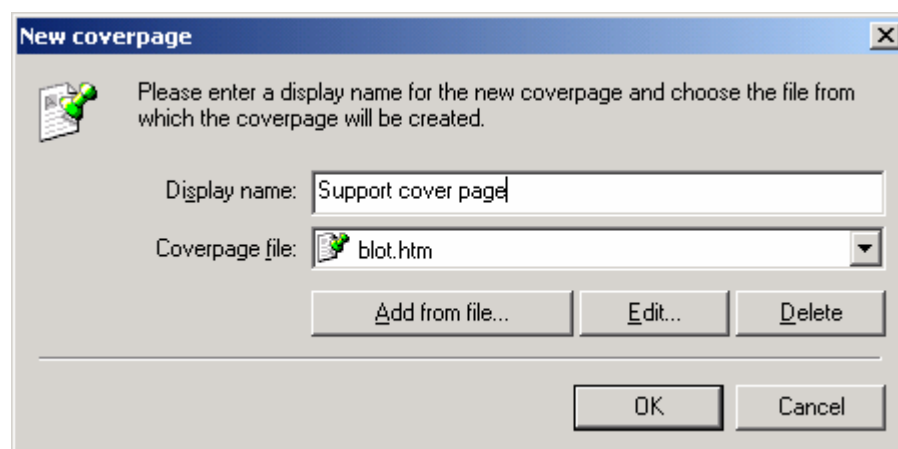 New coverpage
Please enter a display name for the new coverpage and choose the file from
which the coverpage will be created.
Display name: Support cover page
Coverpage file: blot.htm
Add from file... Edit... Delete
OK Cancel